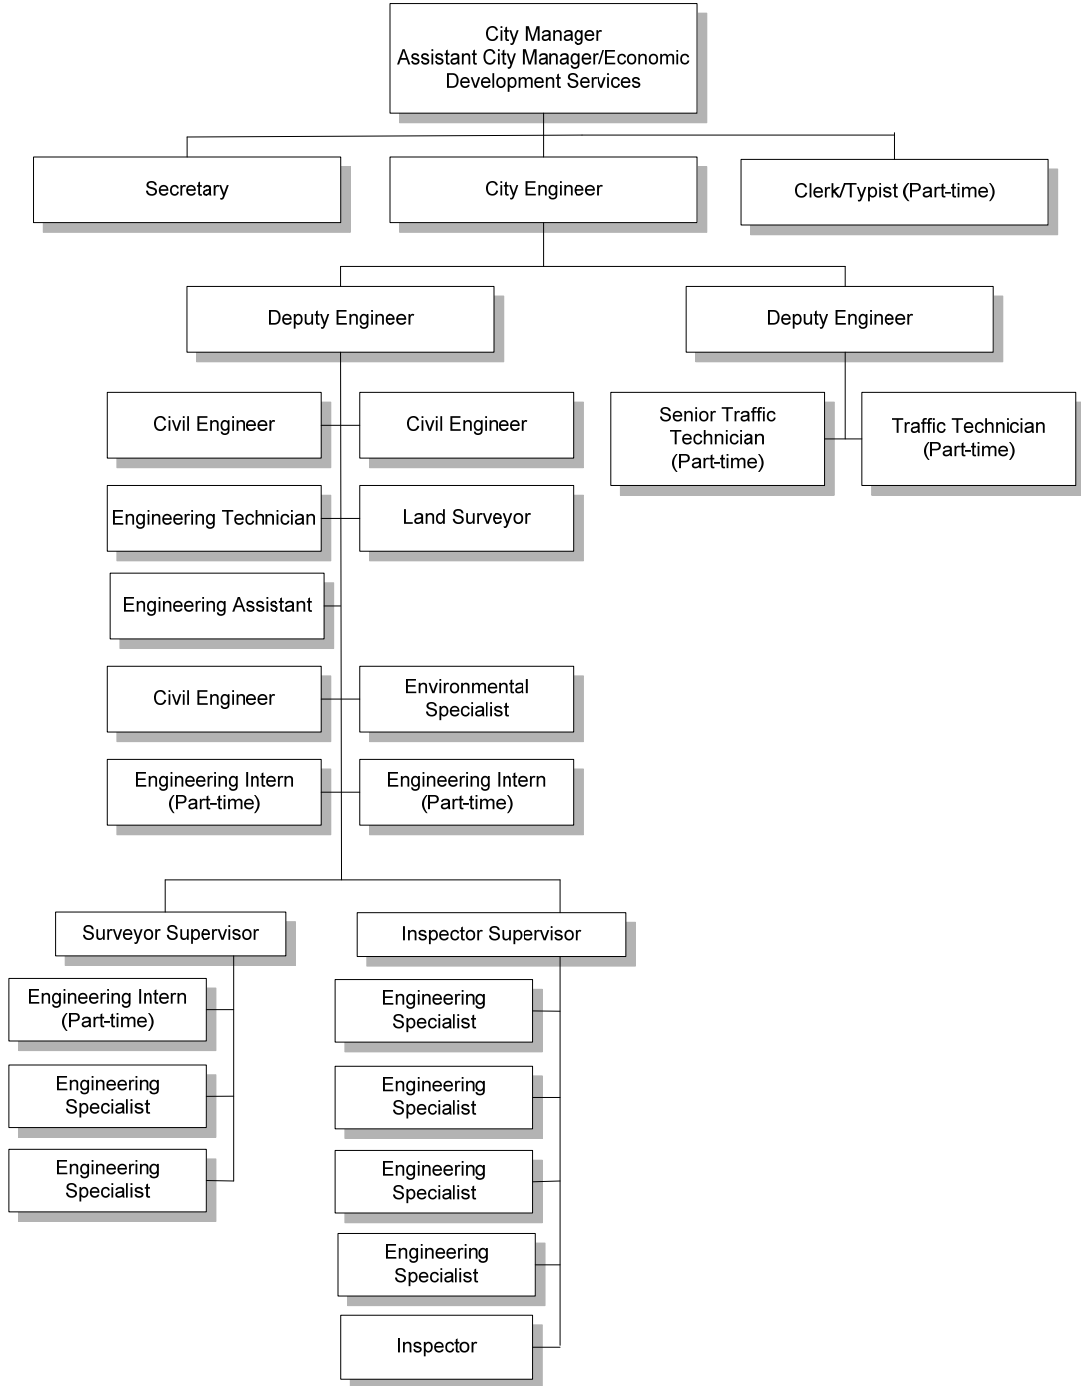 City Manager
Assistant City Manager/Economic
Development Services
Secretary
City Engineer
Clerk/Typist (Part-time)
Deputy Engineer
Deputy Engineer
Civil Engineer
Civil Engineer
Senior Traffic
Technician
(Part-time)
Traffic Technician
(Part-time)
Engineering Technician
Land Surveyor
Engineering Assistant
Civil Engineer
Environmental
Specialist
Engineering Intern
(Part-time)
Engineering Intern
(Part-time)
Surveyor Supervisor
Inspector Supervisor
Engineering Intern
(Part-time)
Engineering
Specialist
Engineering
Specialist
Engineering
Specialist
Engineering
Specialist
Engineering
Specialist
Engineering
Specialist
Inspector